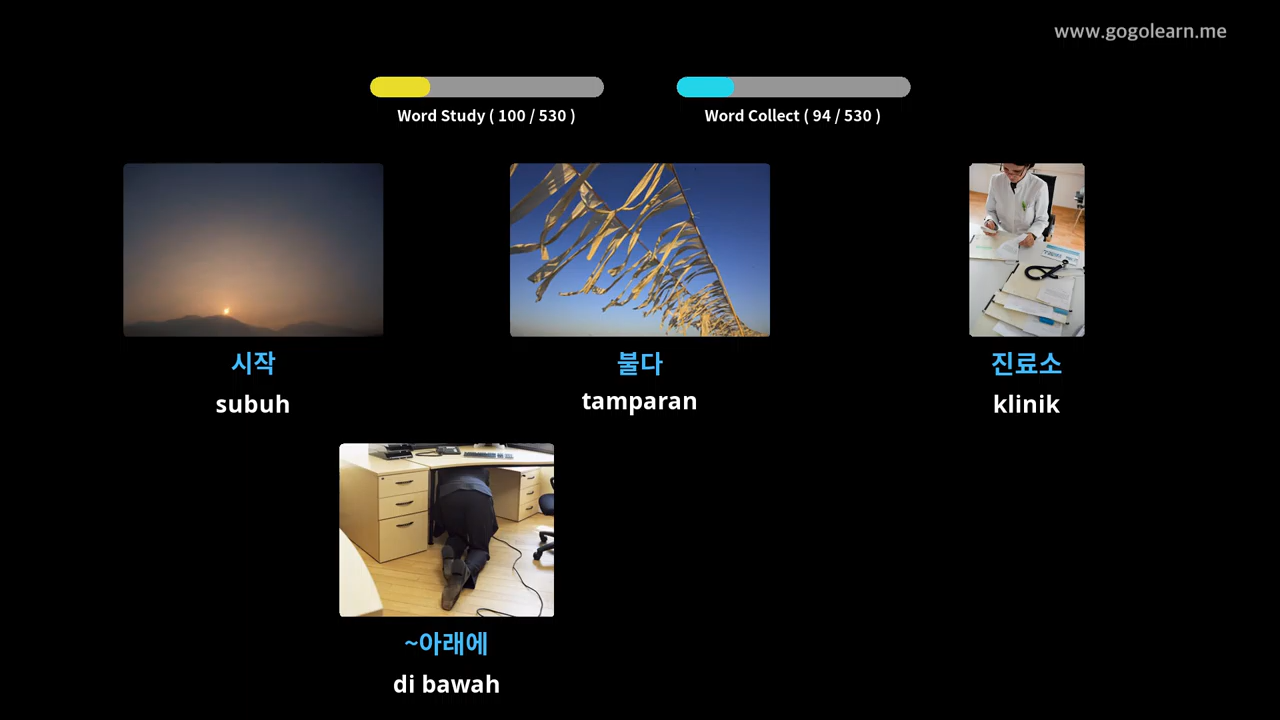 www.gogolearn.me
Word Study ( 100 / 530 )
Word Collect ( 94 / 530 )
시작
subuh
불다
tamparan
진료소
klinik
~아래에
di bawah